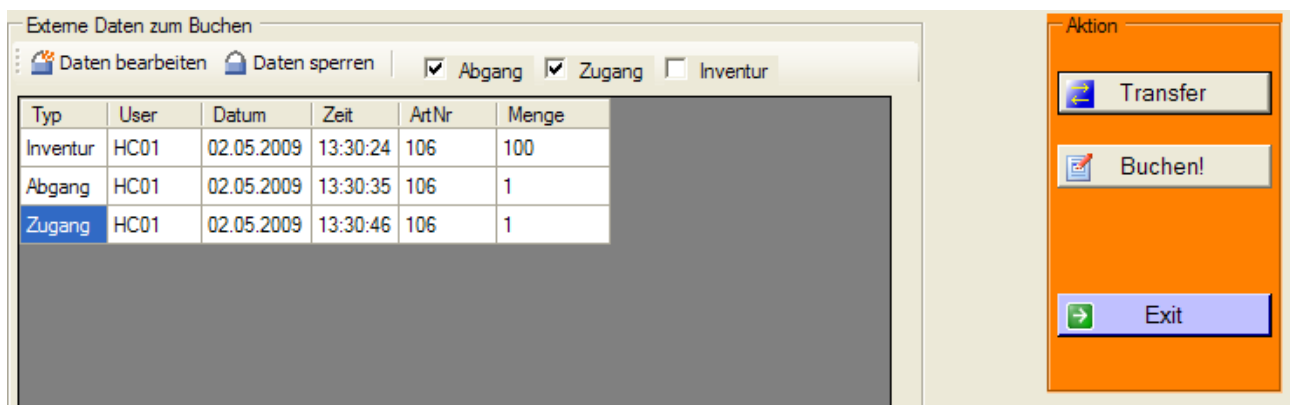 Externe Daten zum Buchen
Aktion
Daten bearbeiten Daten sperren Abgang Zugang Inventur
Transfer
Typ User Datum Zeit ArtNr Menge
Inventur HC01 02.05.2009 13:30:24 106 100
Buchen!
Abgang HC01 02.05.2009 13:30:35 106 1
Zugang HC01 02.05.2009 13:30:46 106 1
Exit